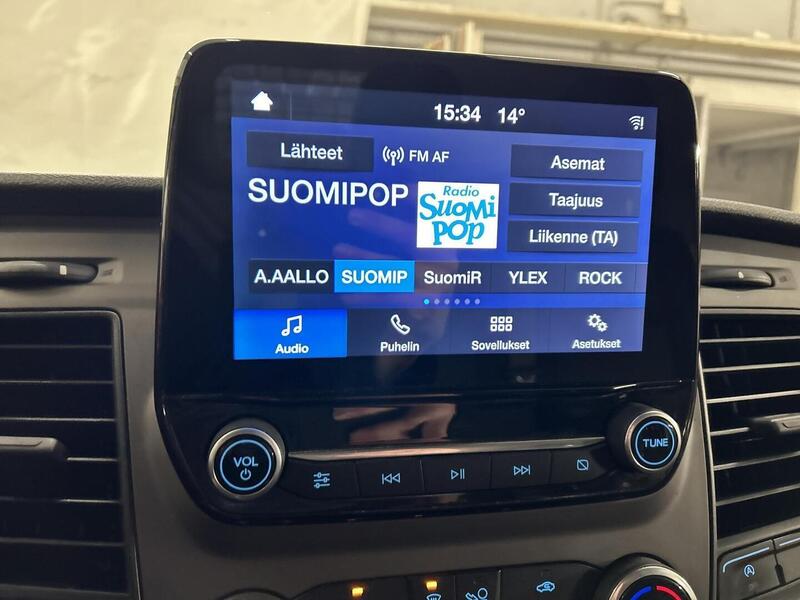 15:34 14°
Lähteet
FM AF
SUOMIPOP
Radio
SuoMi
pop
Asemat
Taajuus
Liikenne (TA)
A.AALLO SUOMIP SuomiR YLEX ROCK
Audio Puhelin Sovellukset Asetukset
VOL
TUNE